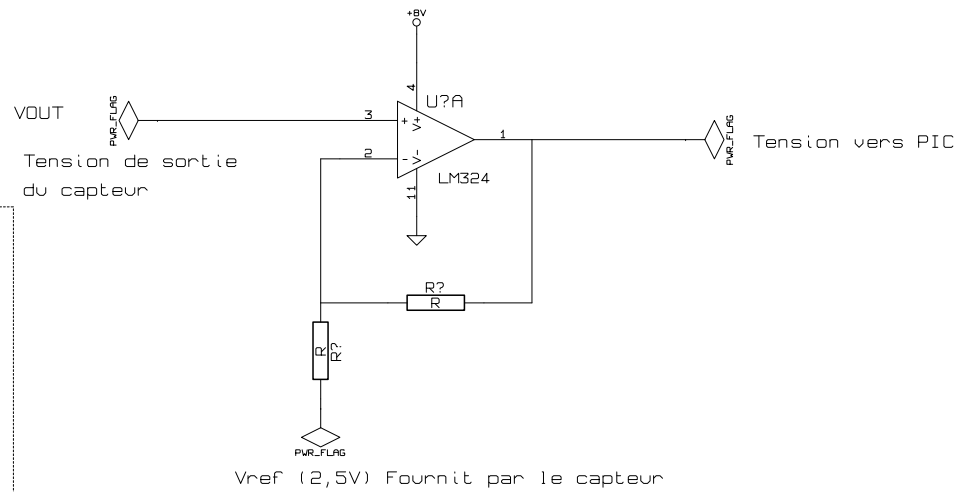 +8V
4
U?A
VOUT
PWR_FLAG
3
+
V+
1
PWR_FLAG
Tension vers PIC
Tension de sortie
du capteur
2
-
V-
LM324
11
R?
R
R
R?
PWR_FLAG
Vref (2,5V) Fournit par le capteur